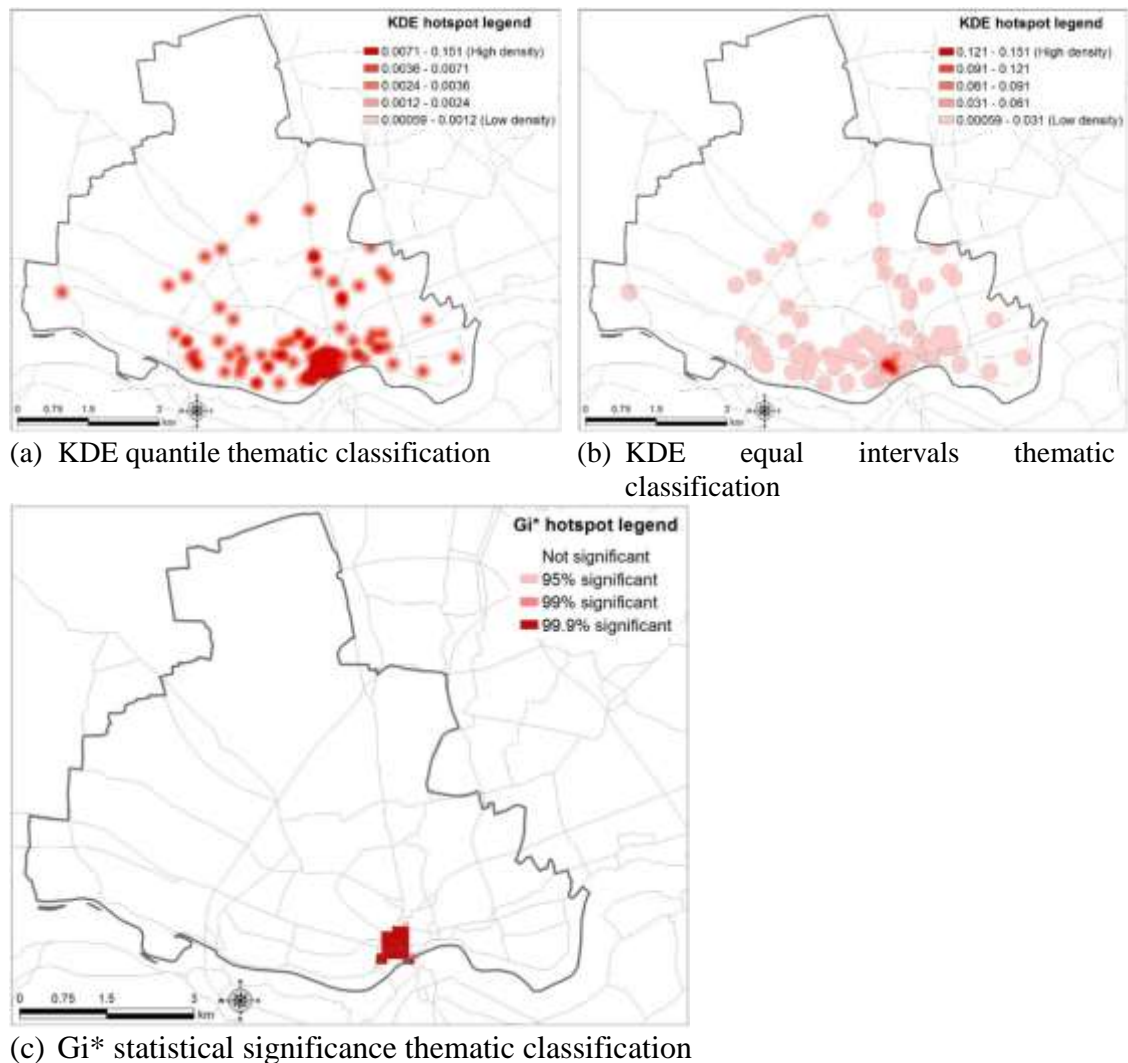 KDE hotspot legend
0.0071 - 0.151 (High density)
0.0036 - 0.0071
0.0024 - 0.0036
0.0012 - 0.0024
0.00059 - 0.0012 (Low density)
0 0.75 1.5 3
km
(a) KDE quantile thematic classification
KDE hotspot legend
0.121 - 0.151 (High density)
0.091 - 0.121
0.061 - 0.091
0.031 - 0.061
0.00059 - 0.031 (Low density)
0 0.75 1.5 3
km
(b) KDE equal intervals thematic
classification
Gi* hotspot legend
Not significant
95% significant
99% significant
99.9% significant
0 0.75 1.5 3
km
(c) Gi* statistical significance thematic classification